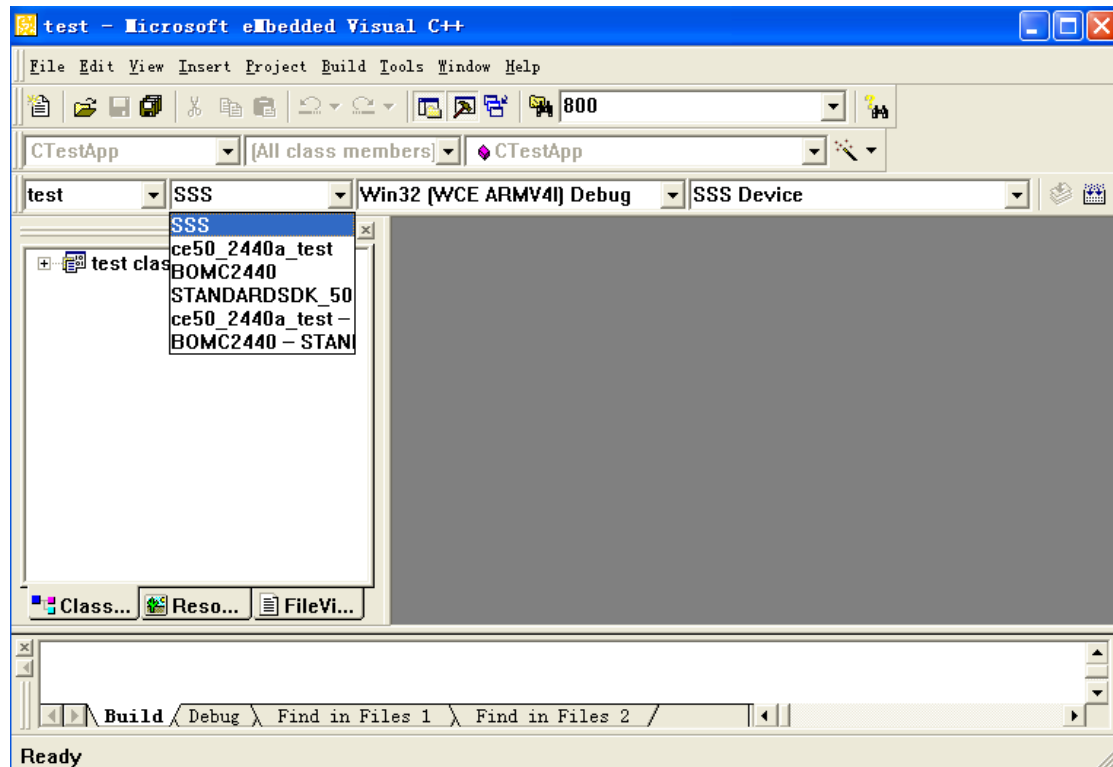 test - Microsoft eMbedded Visual C++
File Edit View Insert Project Build Tools Window Help
800
CTestApp (All class members) CTestApp
test SSS Win32 (WCE ARMV4I) Debug SSS Device
SSS
ce50_2440a_test
BOMC2440
STANDARDSDK_50
ce50_2440a_test –
BOMC2440 – STAN
test clas
Class... Reso... FileVi...
Build Debug Find in Files 1 Find in Files 2
Ready